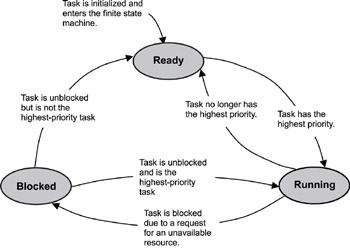 Task is initialized and
enters the finite state
machine.
Ready
Task is unblocked
but is not the
highest-priority task
Task no longer has
the highest priority.
Task has the
highest priority.
Task is unblocked
and is the
highest-priority
task
Blocked
Running
Task is blocked
due to a request
for an unavailable
resource.